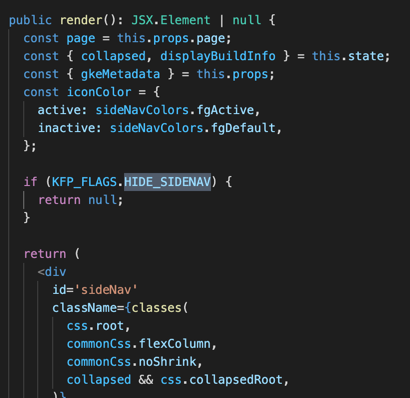 public render(): JSX.Element | null {
const page = this.props.page;
const { collapsed, displayBuildInfo } = this.state;
const { gkeMetadata } = this.props;
const iconColor = {
active: sideNavColors.fgActive,
inactive: sideNavColors.fgDefault,
};
if (KFP_FLAGS.HIDE_SIDENAV) {
return null;
}
return (
<div
id='sideNav'
className={classes(
css.root,
commonCss.flexColumn,
commonCss.noShrink,
collapsed && css.collapsedRoot,
)}